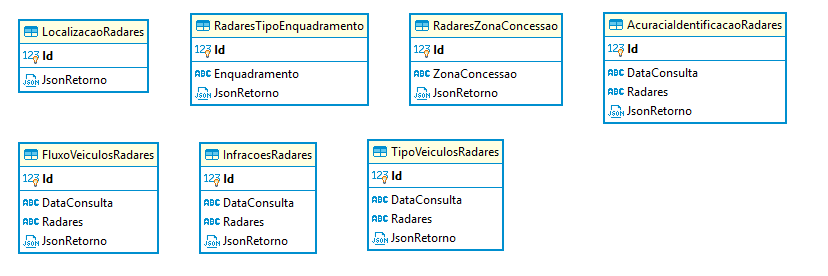 LocalizacaoRadares
123 Id
JSON JsonRetorno
RadaresTipoEnquadramento
123 Id
ABC Enquadramento
JSON JsonRetorno
RadaresZonaConcessao
123 Id
ABC ZonaConcessao
JSON JsonRetorno
AcuraciaIdentificacaoRadares
123 Id
ABC DataConsulta
ABC Radares
JSON JsonRetorno
FluxoVeiculosRadares
123 Id
ABC DataConsulta
ABC Radares
JSON JsonRetorno
InfracoesRadares
123 Id
ABC DataConsulta
ABC Radares
JSON JsonRetorno
TipoVeiculosRadares
123 Id
ABC DataConsulta
ABC Radares
JSON JsonRetorno